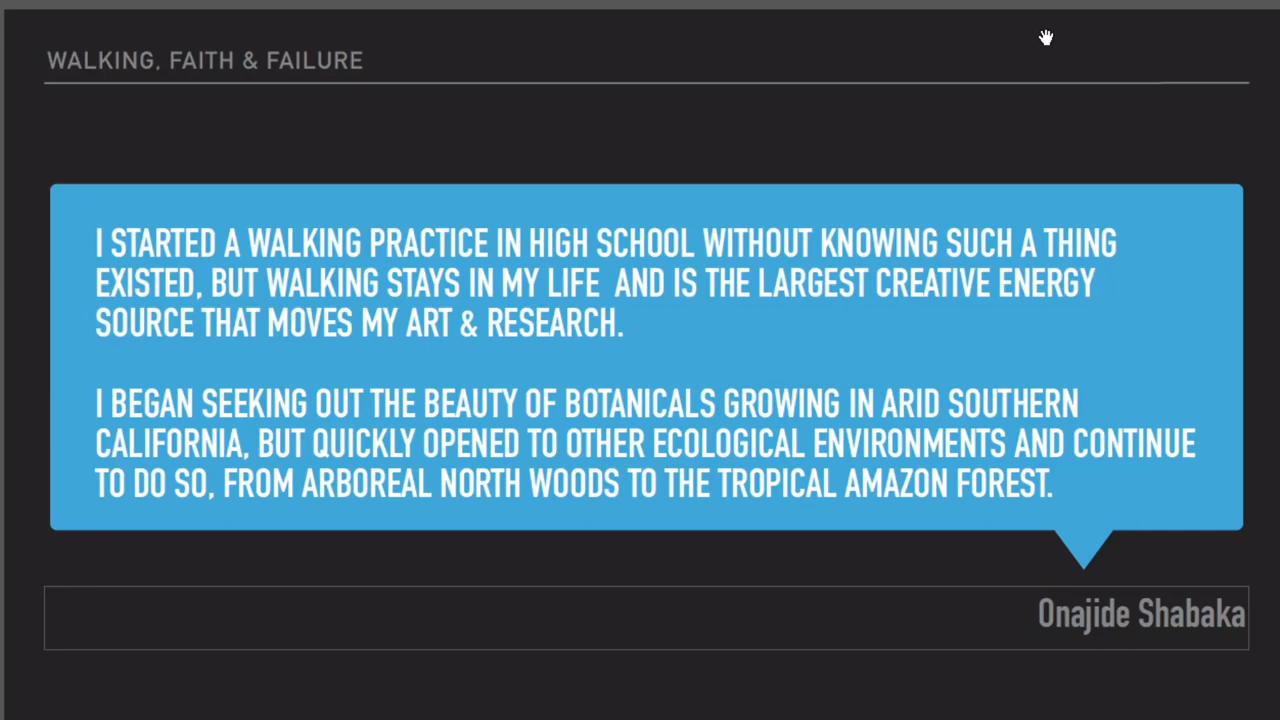 WALKING, FAITH & FAILURE
I STARTED A WALKING PRACTICE IN HIGH SCHOOL WITHOUT KNOWING SUCH A THING
EXISTED, BUT WALKING STAYS IN MY LIFE AND IS THE LARGEST CREATIVE ENERGY
SOURCE THAT MOVES MY ART & RESEARCH.
I BEGAN SEEKING OUT THE BEAUTY OF BOTANICALS GROWING IN ARID SOUTHERN
CALIFORNIA, BUT QUICKLY OPENED TO OTHER ECOLOGICAL ENVIRONMENTS AND CONTINUE
TO DO SO, FROM ARBOREAL NORTH WOODS TO THE TROPICAL AMAZON FOREST.
Onajide Shabaka